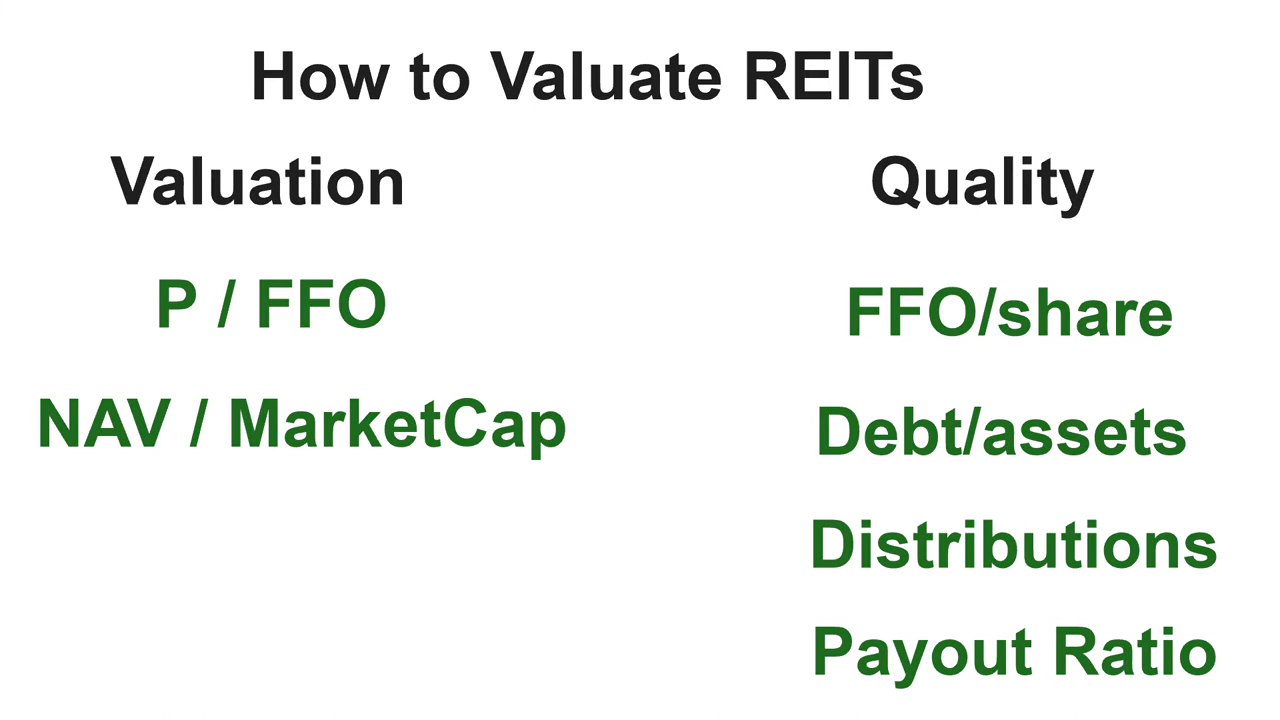 How to Valuate REITs
Valuation
P / FFO
NAV / MarketCap
Quality
FFO/share
Debt/assets
Distributions
Payout Ratio